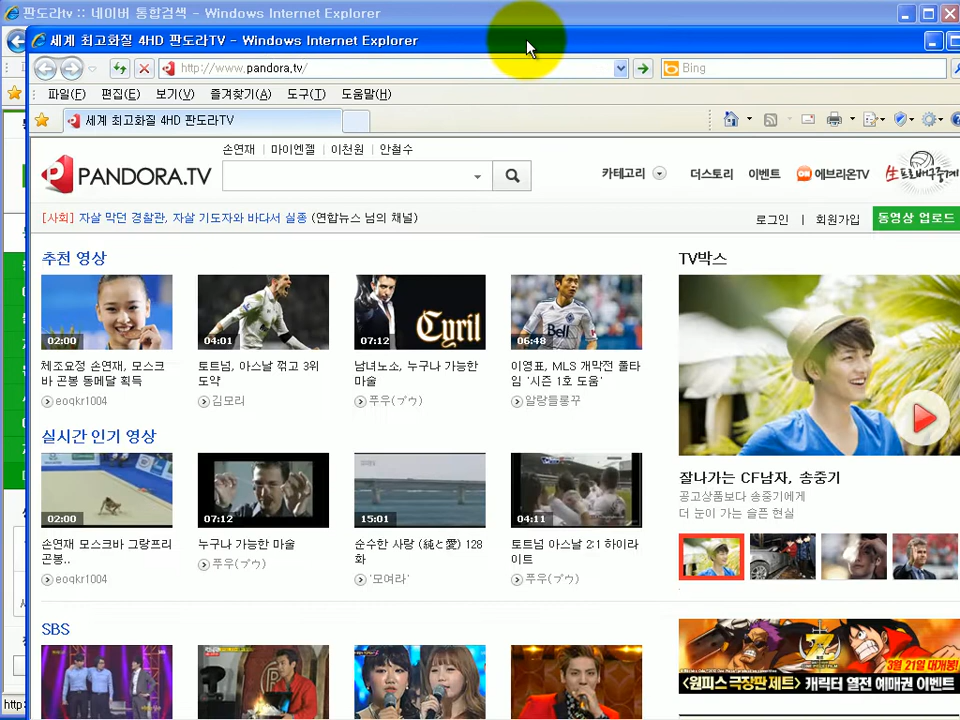 판도라tv :: 네이버 통합검색 - Windows Internet Explorer
세계 최고화질 4HD 판도라TV - Windows Internet Explorer
http://www.pandora.tv/
Bing
파일(F) 편집(E) 보기(V) 즐겨찾기(A) 도구(T) 도움말(H)
세계 최고화질 4HD 판도라TV
손연재 | 마이엔젤 | 이천원 | 안철수
PANDORA.TV
카테고리 더스토리 이벤트 ON 에브리온TV 生프로배구중계
[사회] 자살 막던 경찰관, 자살 기도자와 바다서 실종 (연합뉴스 님의 채널)
로그인 | 회원가입 동영상 업로드
추천 영상
TV박스
02:00 04:01 07:12 Cyril 06:48 Bell
체조요정 손연재, 모스크 토트넘, 아스날 꺾고 3위 남녀노소, 누구나 가능한 이영표, MLS 개막전 풀타
바 곤봉 동메달 획득 도약 마술 임 '시즌 1호 도움'
eoqkr1004 김모리 푸우(プウ) 알랑들롱꾸
실시간 인기 영상
02:00 07:12 15:01 04:11
잘나가는 CF남자, 송중기
공고상품보다 송중기에게
더 눈이 가는 슬픈 현실
손연재 모스크바 그랑프리 누구나 가능한 마술 순수한 사랑 (純と愛) 128 토트넘 아스날 2:1 하이라
곤봉.. 화 이트
푸우(プウ)
eoqkr1004 '모여라' 푸우(プウ)
SBS
3월 21일 대개봉!
<원피스 극장판 제트> 캐릭터 열전 예매권 이벤트
http: